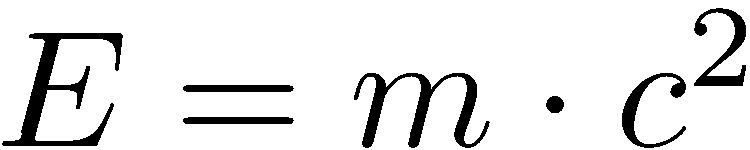 E = m · c²